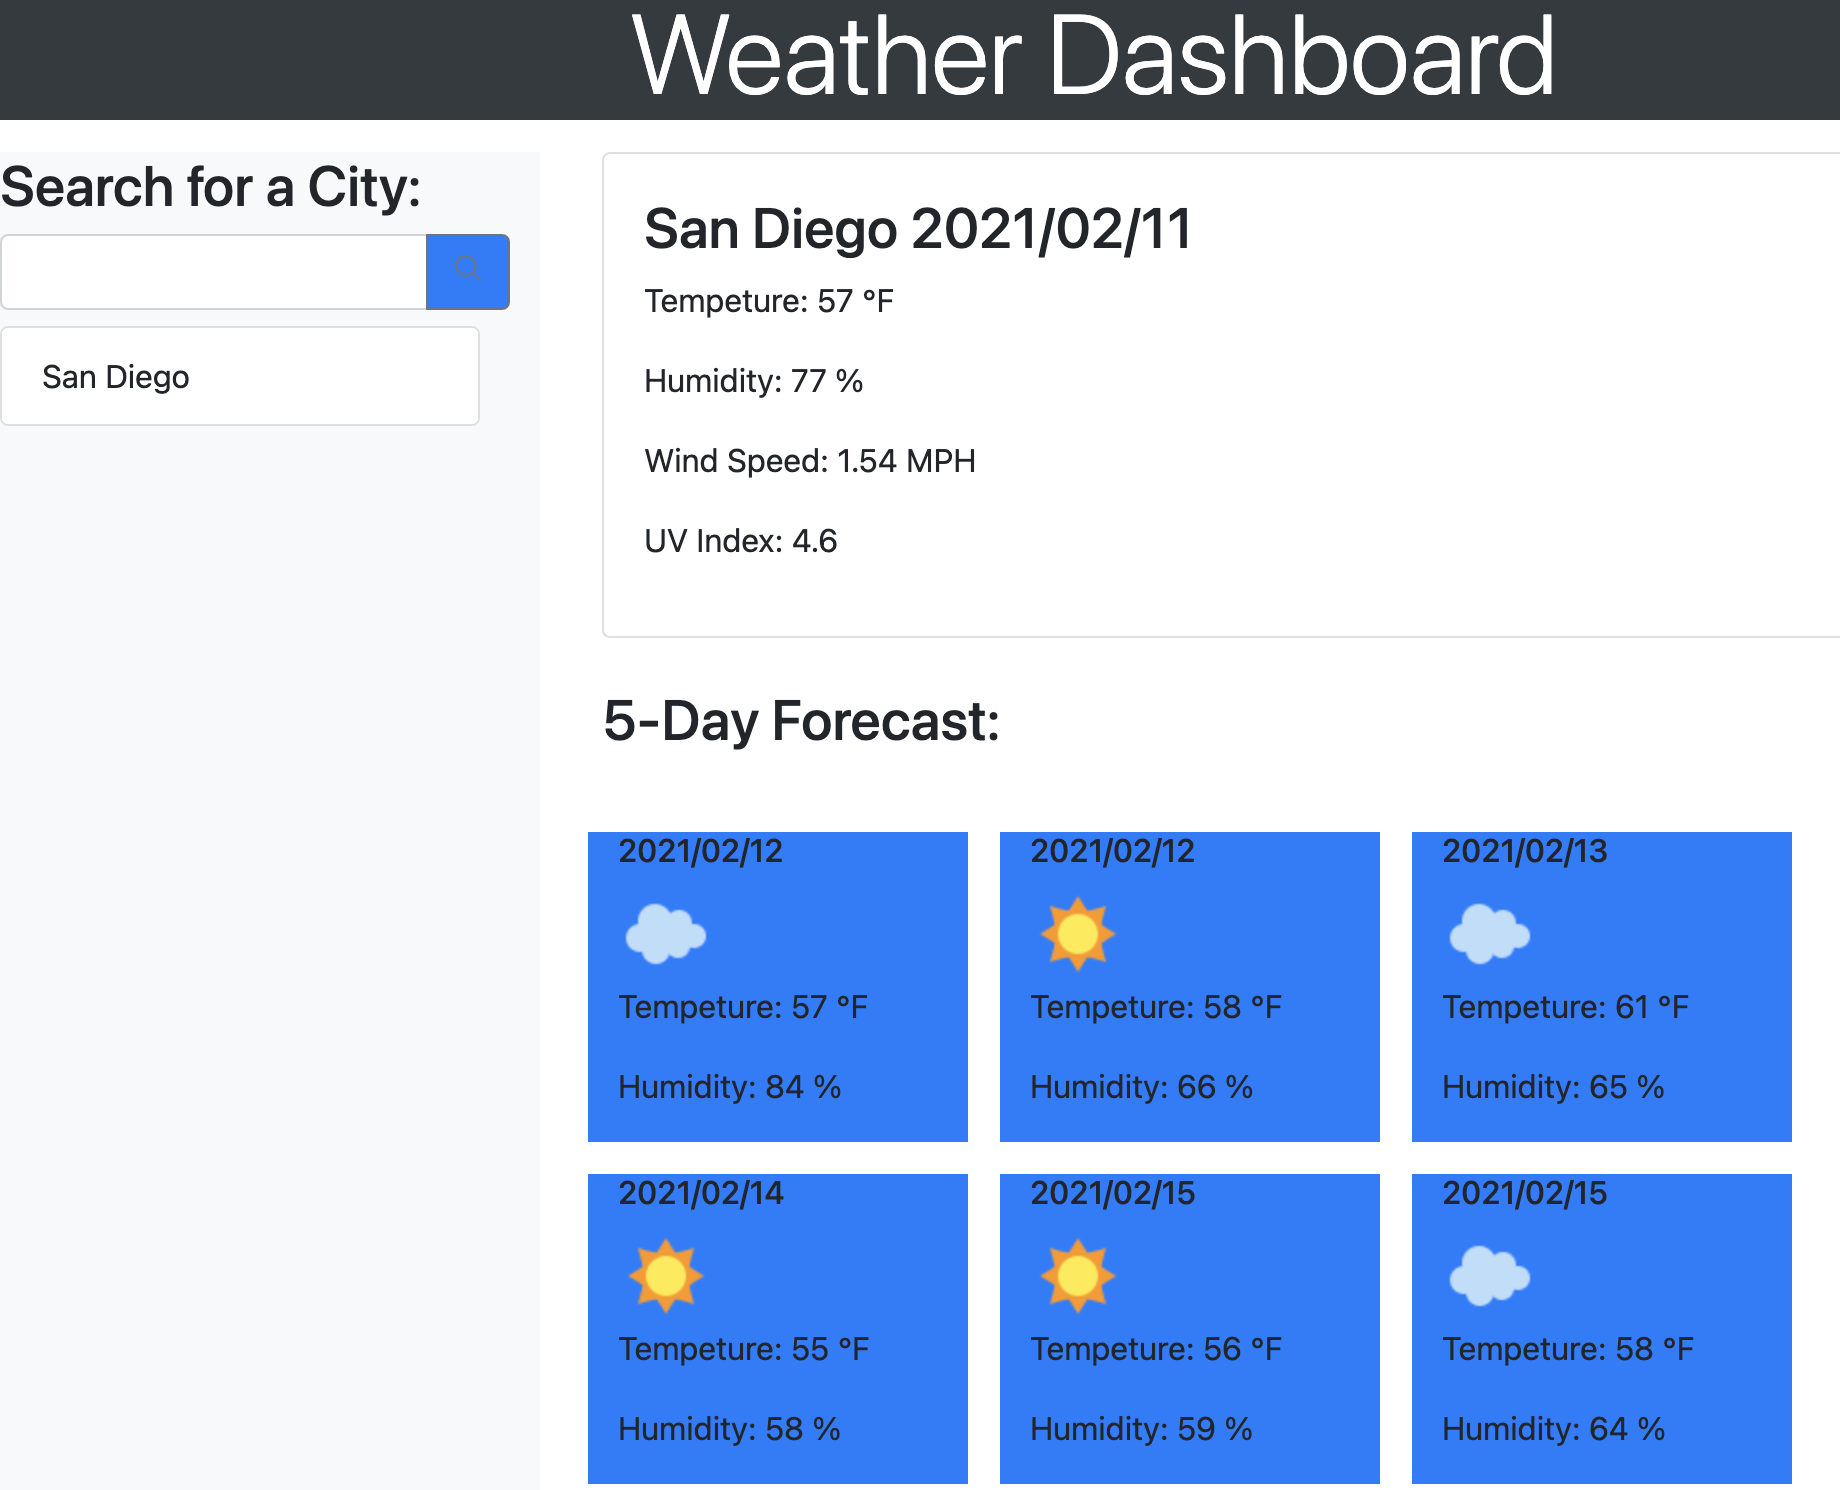 Weather Dashboard
Search for a City:
San Diego
San Diego 2021/02/11
Tempeture: 57 °F
Humidity: 77 %
Wind Speed: 1.54 MPH
UV Index: 4.6
5-Day Forecast:
2021/02/12
Tempeture: 57 °F
Humidity: 84 %
2021/02/12
Tempeture: 58 °F
Humidity: 66 %
2021/02/13
Tempeture: 61 °F
Humidity: 65 %
2021/02/14
Tempeture: 55 °F
Humidity: 58 %
2021/02/15
Tempeture: 56 °F
Humidity: 59 %
2021/02/15
Tempeture: 58 °F
Humidity: 64 %